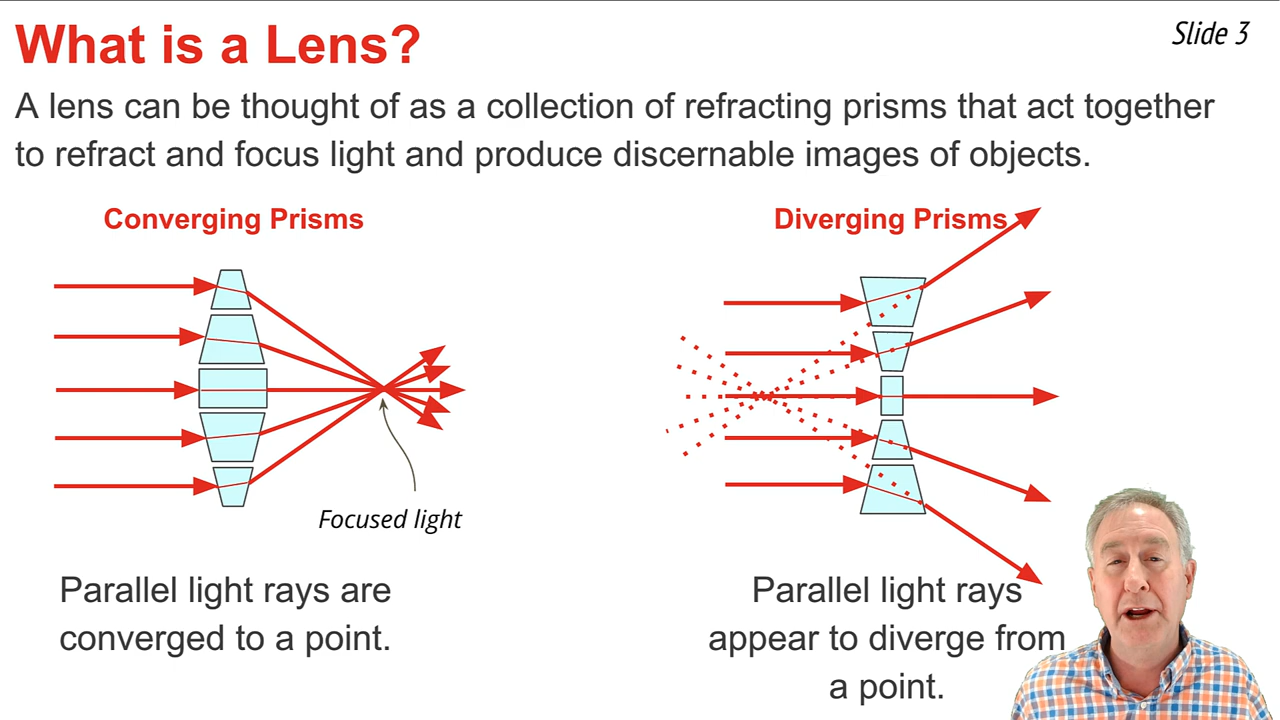 What is a Lens?
Slide 3
A lens can be thought of as a collection of refracting prisms that act together
to refract and focus light and produce discernable images of objects.
Converging Prisms
Diverging Prisms
Focused light
Parallel light rays are
converged to a point.
Parallel light rays
appear to diverge from
a point.